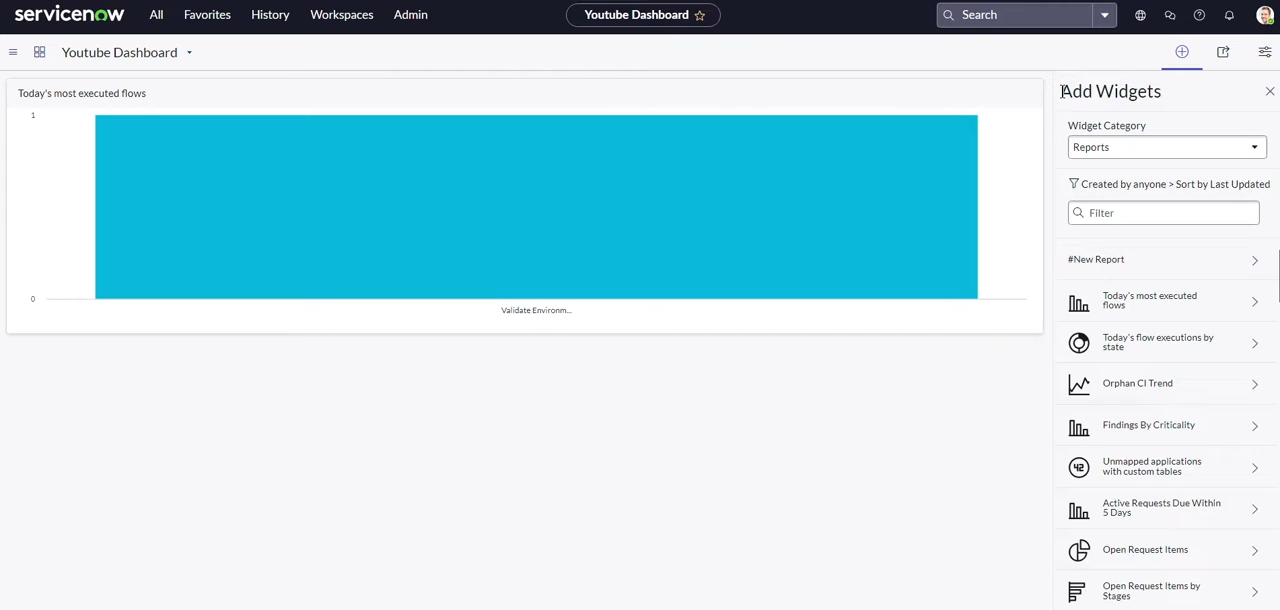 servicenow All Favorites History Workspaces Admin Youtube Dashboard Search
Youtube Dashboard
Today's most executed flows
1
0
Validate Environm...
Add Widgets
Widget Category
Reports
Created by anyone > Sort by Last Updated
Filter
#New Report
Today's most executed
flows
Today's flow executions by
state
Orphan CI Trend
Findings By Criticality
42
Unmapped applications
with custom tables
Active Requests Due Within
5 Days
Open Request Items
Open Request Items by
Stages